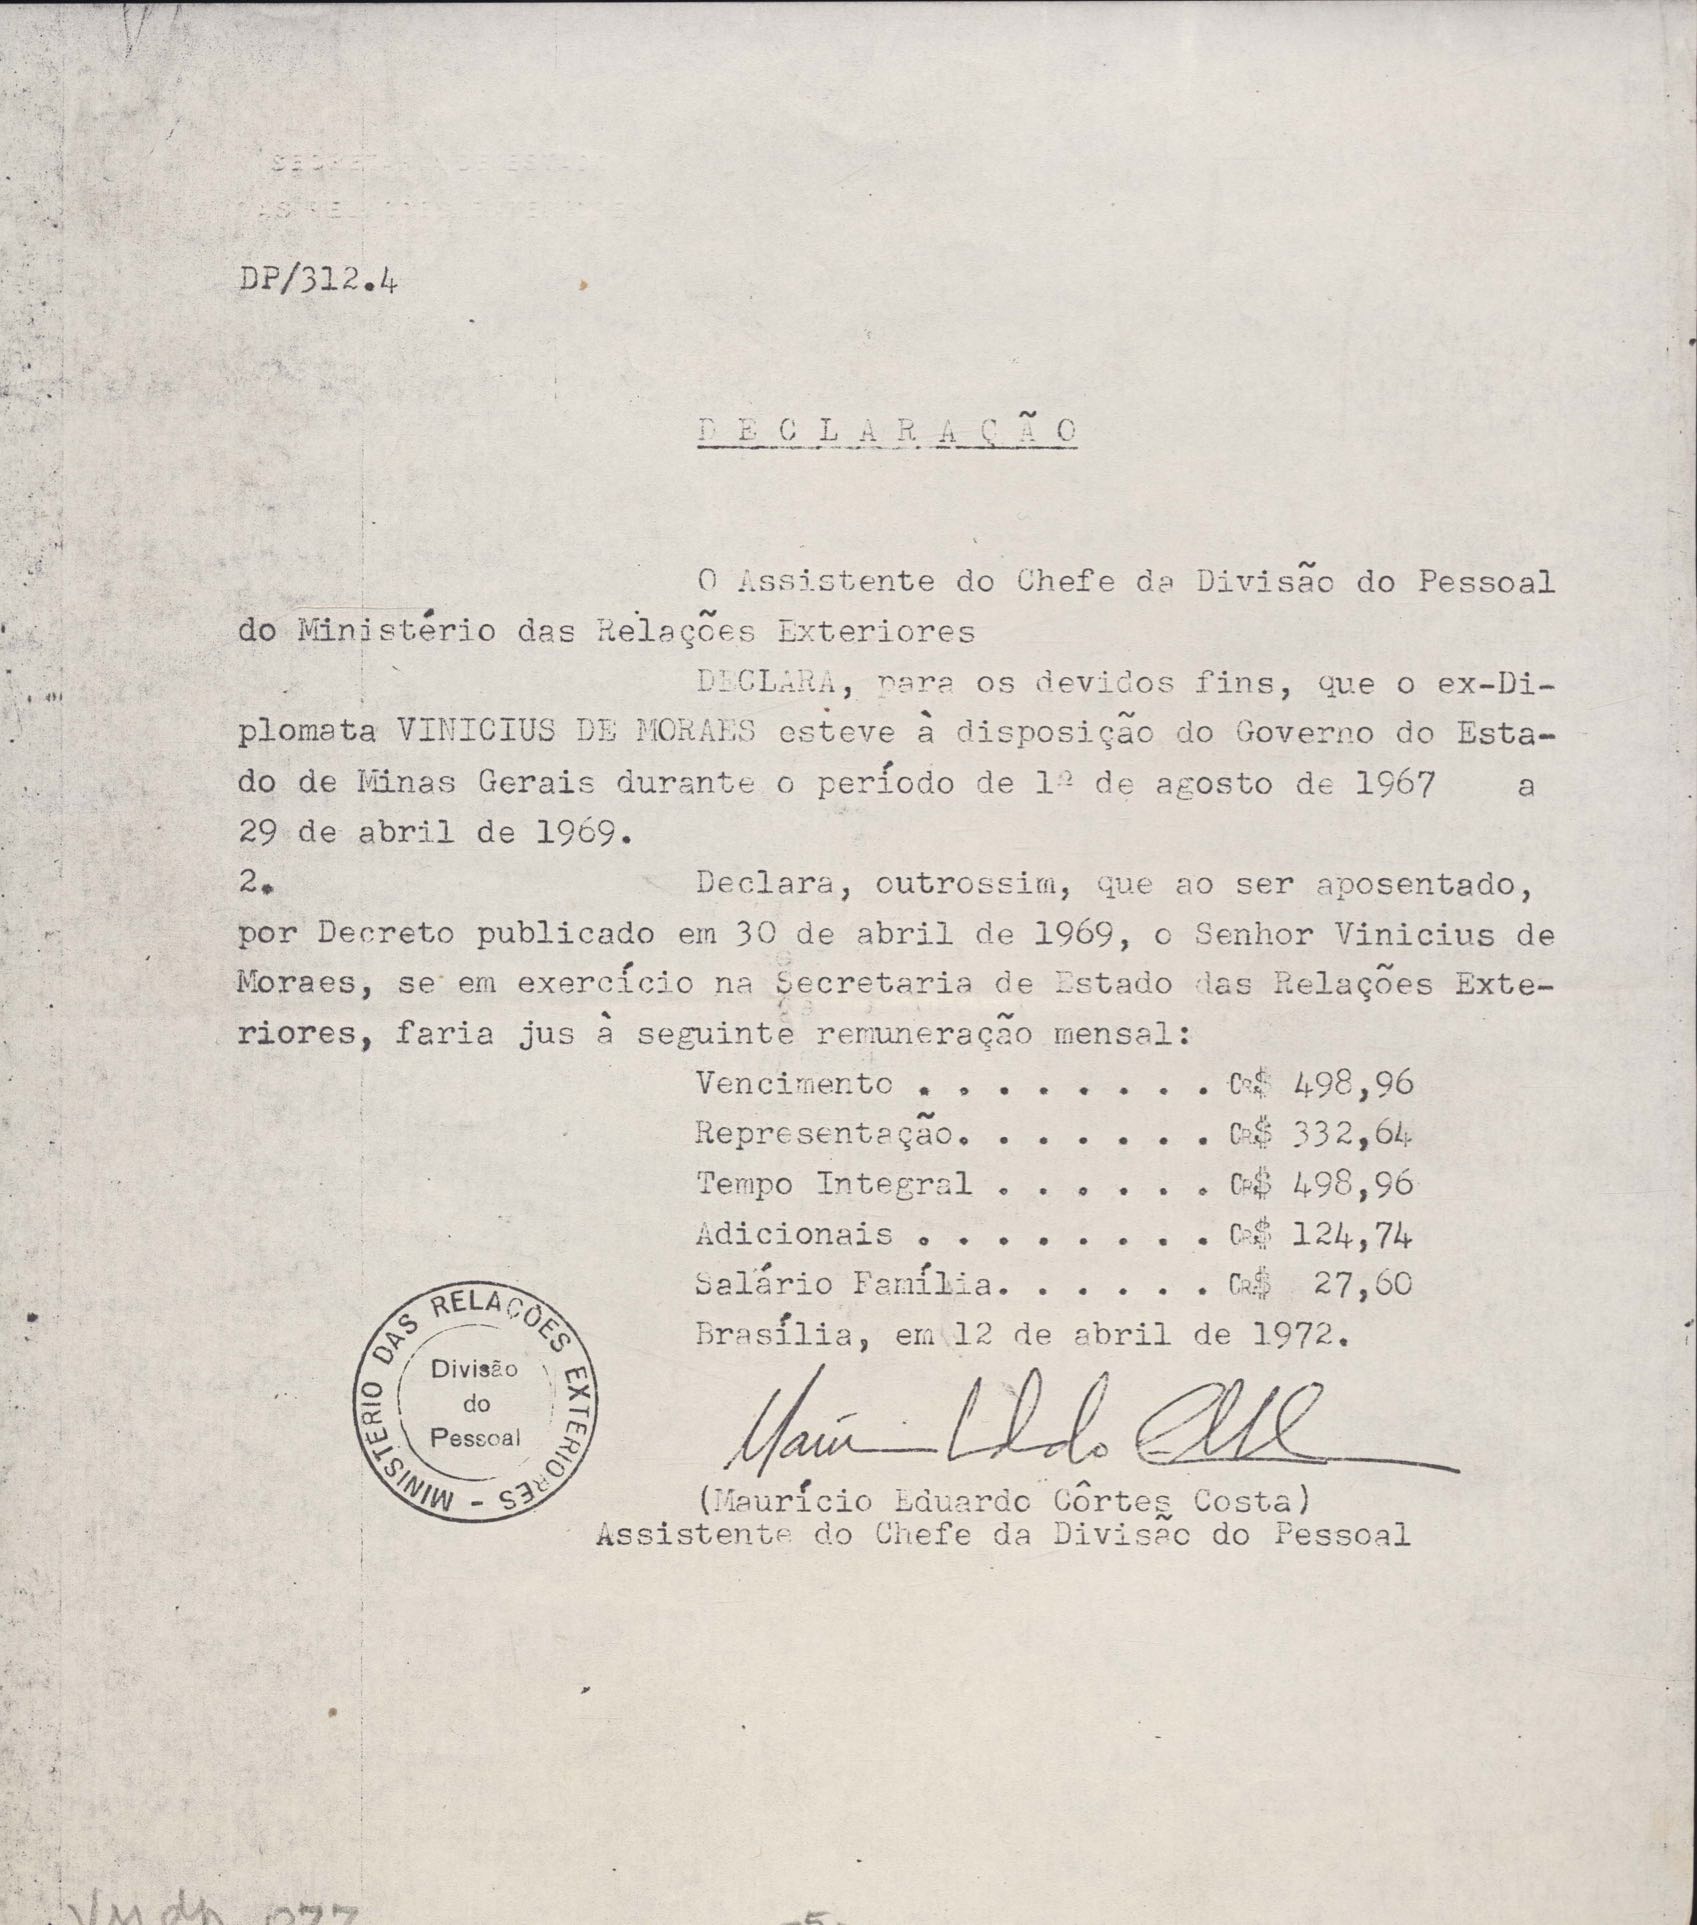 DP/312.4
DECLARAÇÃO
O Assistente do Chefe da Divisão do Pessoal
do Ministério das Relações Exteriores
DECLARA, para os devidos fins, que o ex-Di-
plomata VINICIUS DE MORAES esteve à disposição do Governo do Esta-
do de Minas Gerais durante o período de 1º de agosto de 1967 a
29 de abril de 1969.
2. Declara, outrossim, que ao ser aposentado,
por Decreto publicado em 30 de abril de 1969, o Senhor Vinicius de
Moraes, se em exercício na Secretaria de Estado das Relações Exte-
riores, faria jus à seguinte remuneração mensal:
Vencimento . . . . . . . . CR$ 498,96
Representação. . . . . . . CR$ 332,64
Tempo Integral . . . . . . CR$ 498,96
Adicionais . . . . . . . . CR$ 124,74
Salário Família. . . . . . CR$ 27,60
Brasília, em 12 de abril de 1972.
MINISTÉRIO DAS RELAÇÕES EXTERIORES -
Divisão
do
Pessoal
(Maurício Eduardo Côrtes Costa)
Assistente do Chefe da Divisão do Pessoal